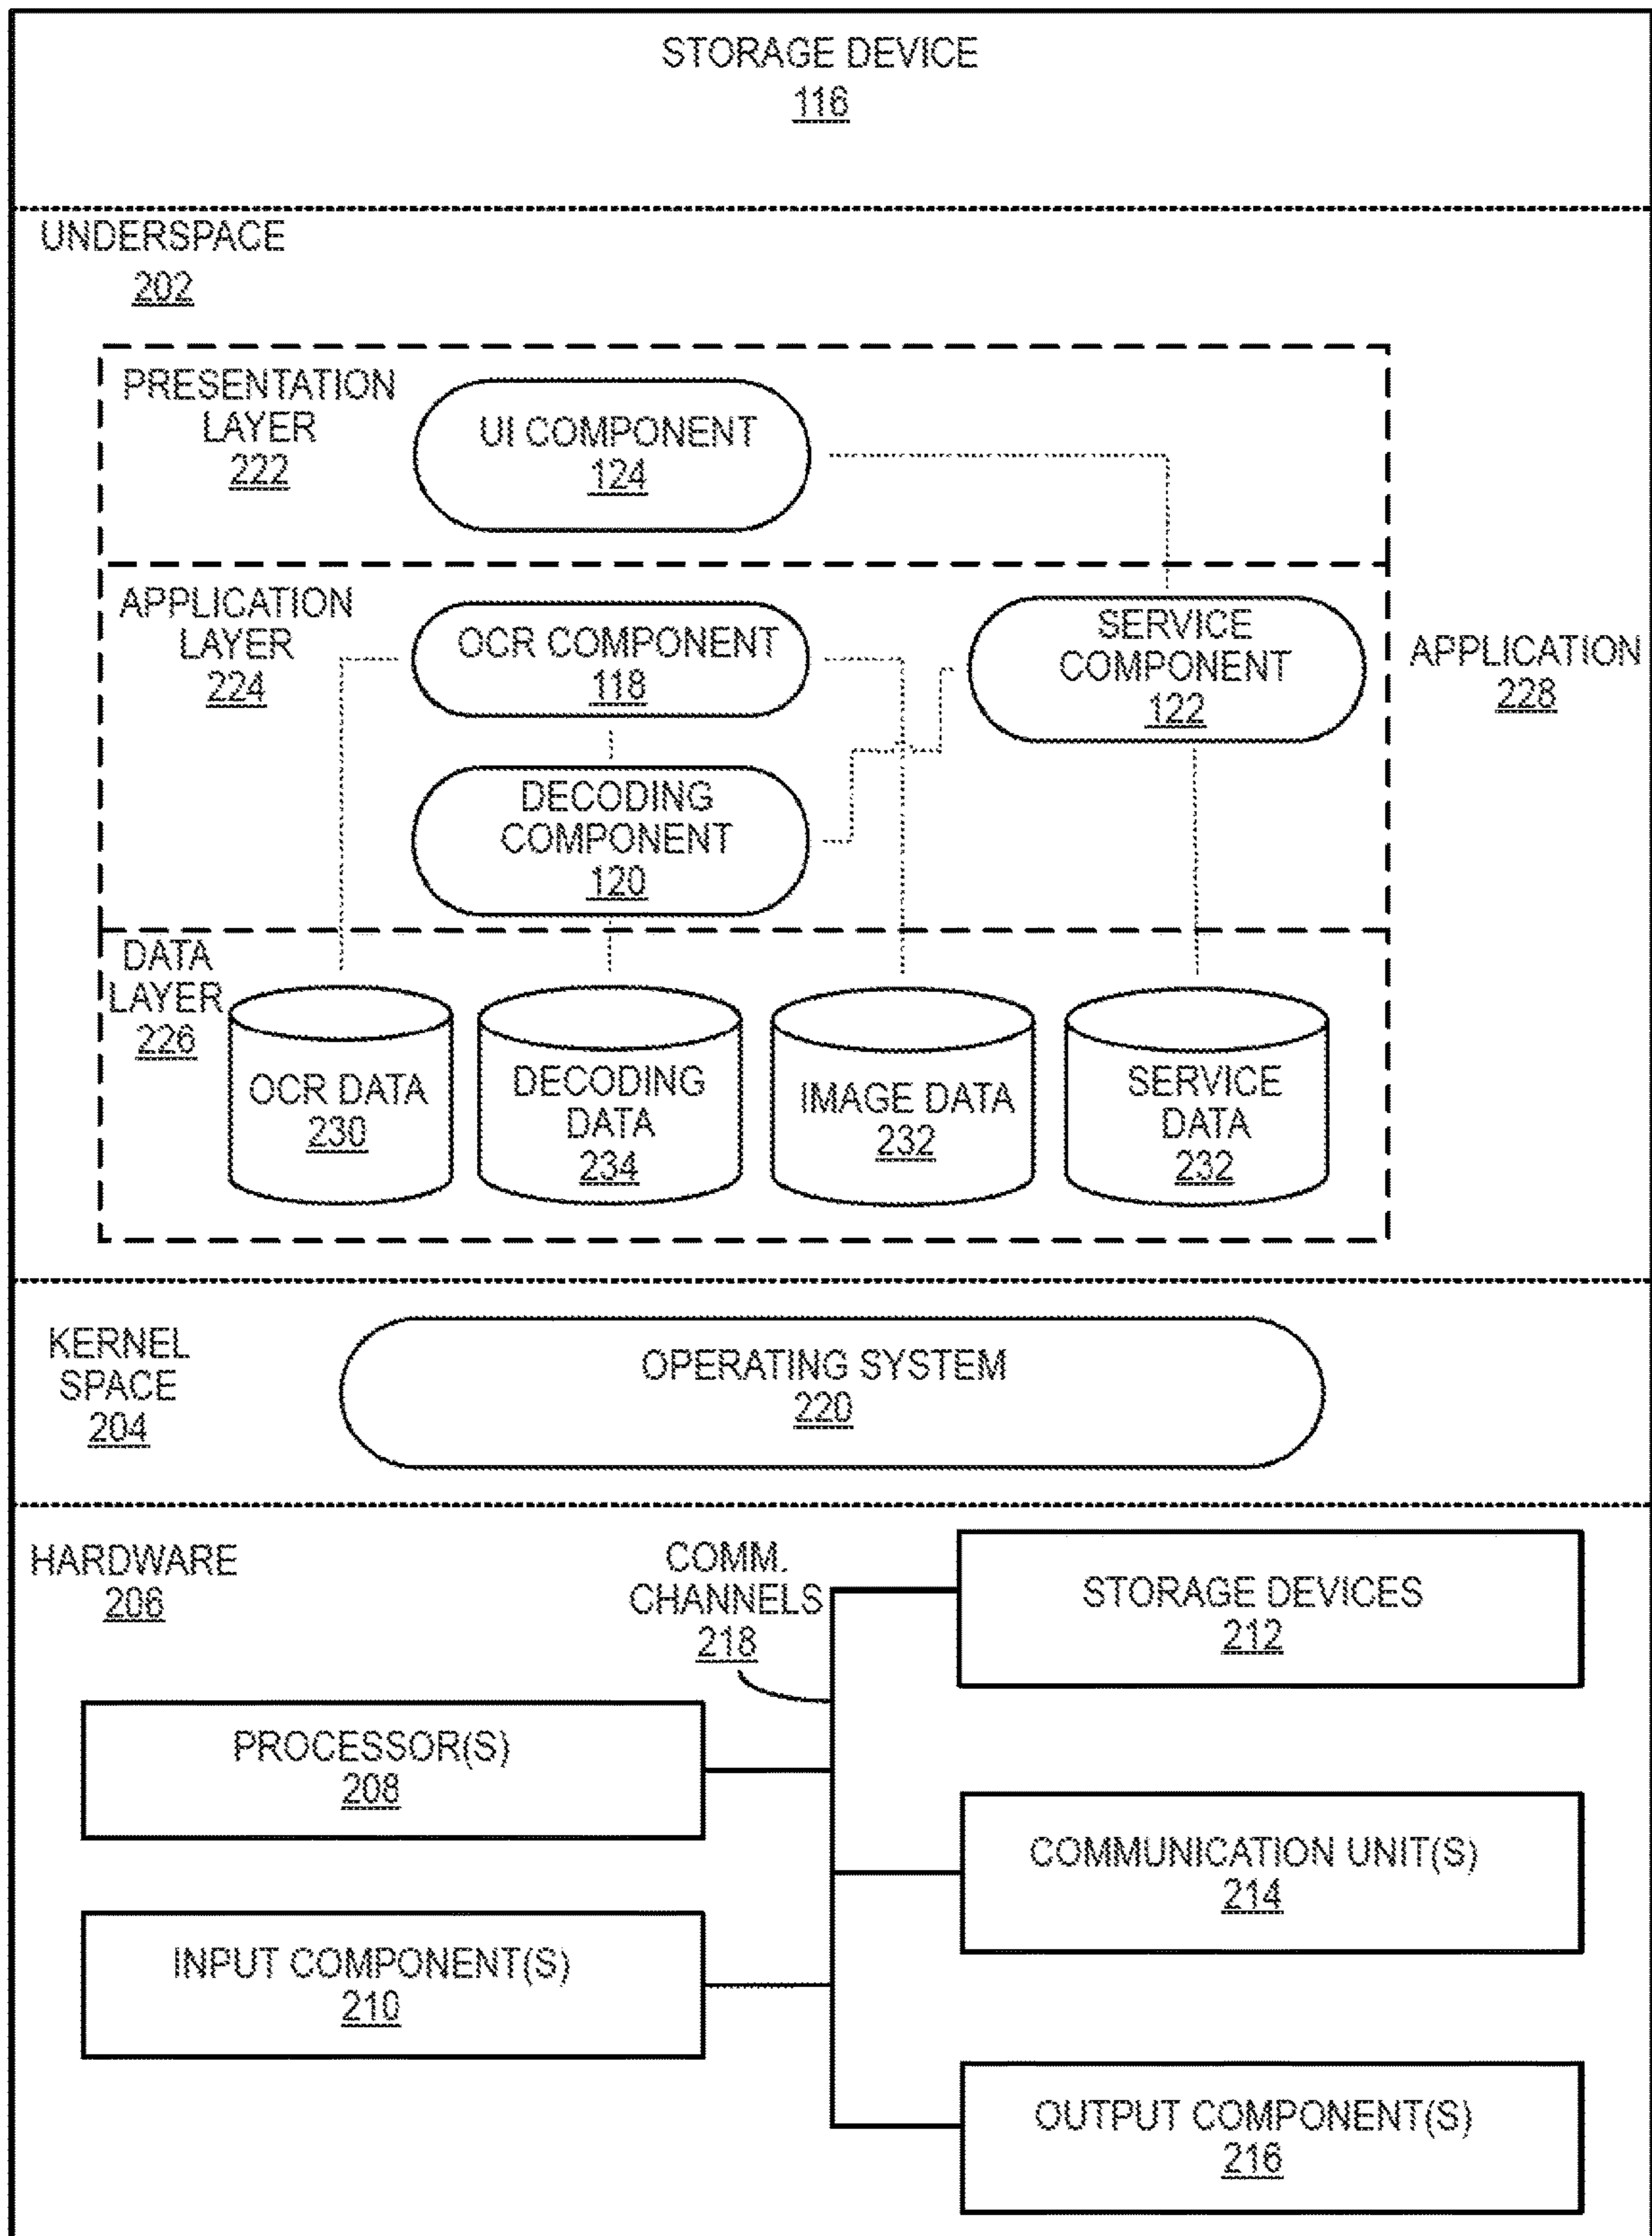 STORAGE DEVICE
116
UNDERSPACE
202
PRESENTATION
LAYER
222
UI COMPONENT
124
APPLICATION
LAYER
224
OCR COMPONENT
118
SERVICE
COMPONENT
122
APPLICATION
228
DECODING
COMPONENT
120
DATA
LAYER
226
OCR DATA
230
DECODING
DATA
234
IMAGE DATA
232
SERVICE
DATA
232
KERNEL
SPACE
204
OPERATING SYSTEM
220
HARDWARE
206
COMM.
CHANNELS
218
STORAGE DEVICES
212
PROCESSOR(S)
208
COMMUNICATION UNIT(S)
214
INPUT COMPONENT(S)
210
OUTPUT COMPONENT(S)
216